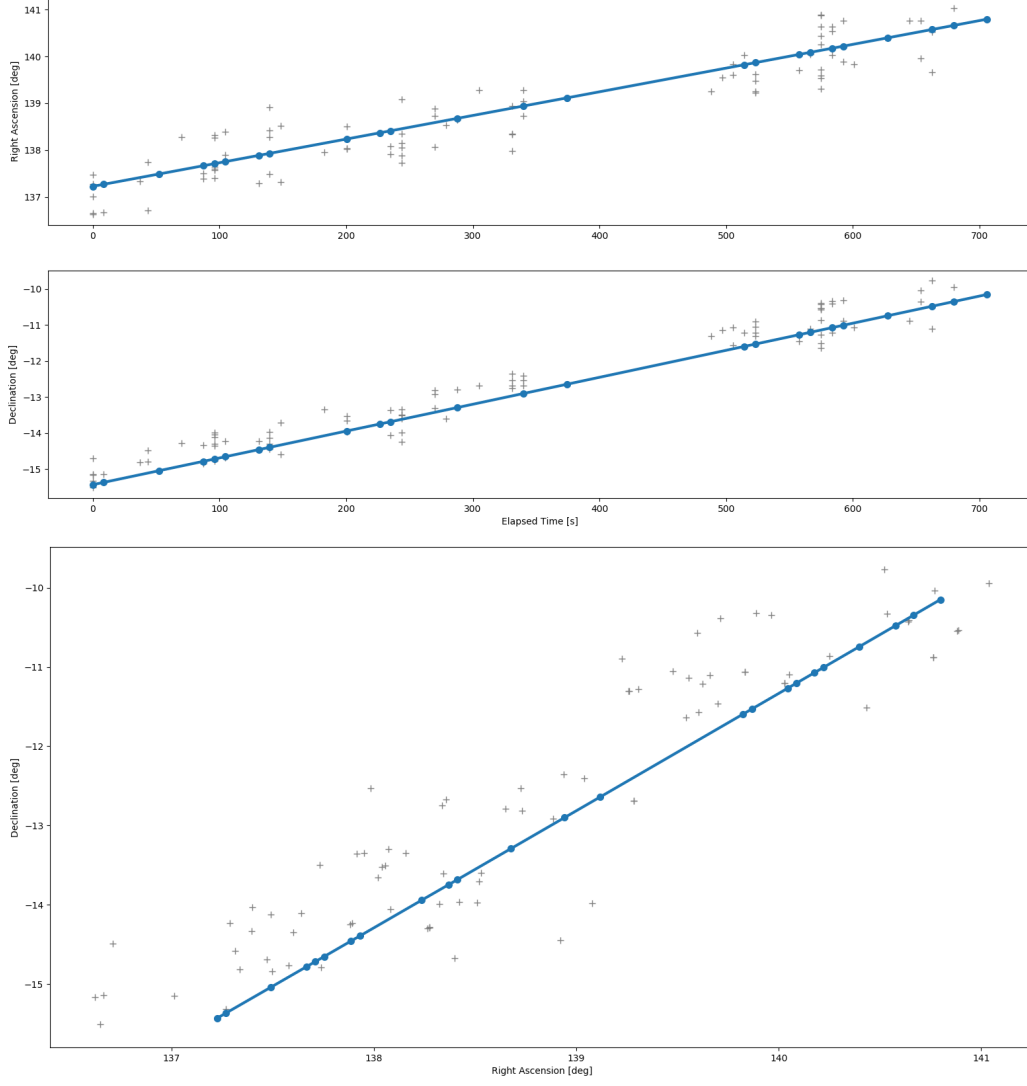 141
140
139
138
137
Right Ascension [deg]
0 100 200 300 400 500 600 700
−10
−11
−12
−13
−14
−15
Declination [deg]
0 100 200 300 400 500 600 700
Elapsed Time [s]
−10
−11
−12
−13
−14
−15
Declination [deg]
137 138 139 140 141
Right Ascension [deg]